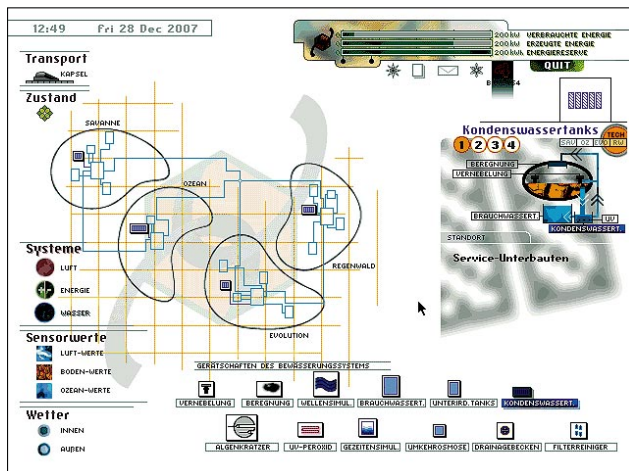 12:49 Fri 28 Dec 2007
200kW VERBRAUCHTE ENERGIE
200kW ERZEUGTE ENERGIE
200kWh ENERGIERESERVE
QUIT
Transport
KAPSEL
Zustand
SAVANNE
OZEAN
REGENWALD
EVOLUTION
Kondenswassertanks
TECH
1 2 3 4
SAV OZ EVO RW
BEREGNUNG
VERNEBELUNG
BRAUCHWASSERT.
UV
KONDENSWASSERT.
STANDORT
Service-Unterbauten
Systeme
LUFT
ENERGIE
WASSER
Sensorwerte
LUFT-WERTE
BODEN-WERTE
OZEAN-WERTE
Wetter
INNEN
AUßEN
GERÄTSCHAFTEN DES BEWÄSSERUNGSSYSTEMS
VERNEBELUNG
BEREGNUNG
WELLENSIMUL.
BRAUCHWASSERT.
UNTERIRD.TANKS
KONDENSWASSERT.
ALGENKRATZER
UV-PEROXID
GEZEITENSIMUL.
UMKEHROSMOSE
DRAINAGEBECKEN
FILTERREINIGER